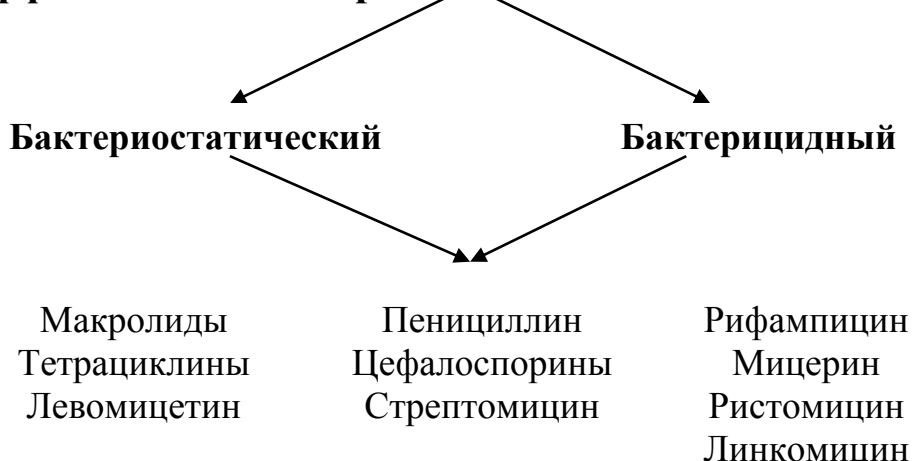 Бактериостатический Бактерицидный
Макролиды Пенициллин Рифампицин
Тетрациклины Цефалоспорины Мицерин
Левомицетин Стрептомицин Ристомицин
Линкомицин